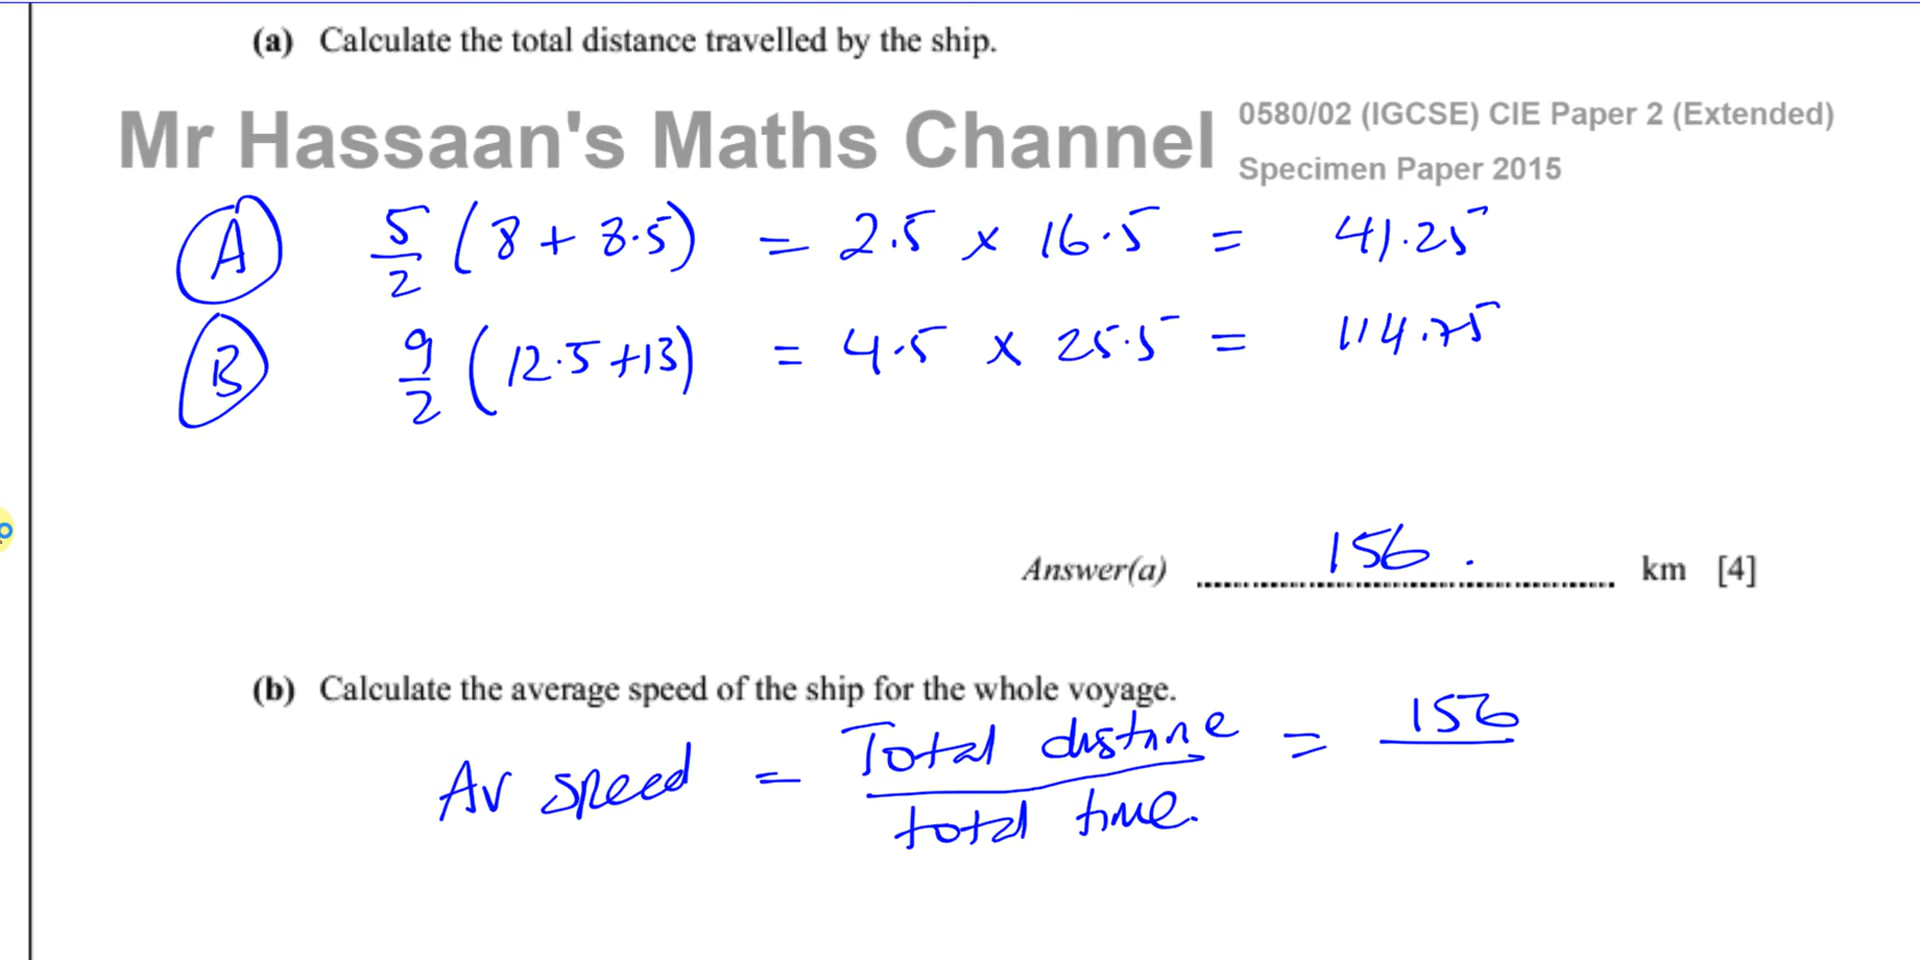 (a) Calculate the total distance travelled by the ship.
Mr Hassaan's Maths Channel
0580/02 (IGCSE) CIE Paper 2 (Extended)
Specimen Paper 2015
A 5/2 (8 + 8.5) = 2.5 × 16.5 = 41.25
B 9/2 (12.5 + 13) = 4.5 × 25.5 = 114.75
Answer(a) 156. km [4]
(b) Calculate the average speed of the ship for the whole voyage.
Av speed = Total distance / total time. = 156